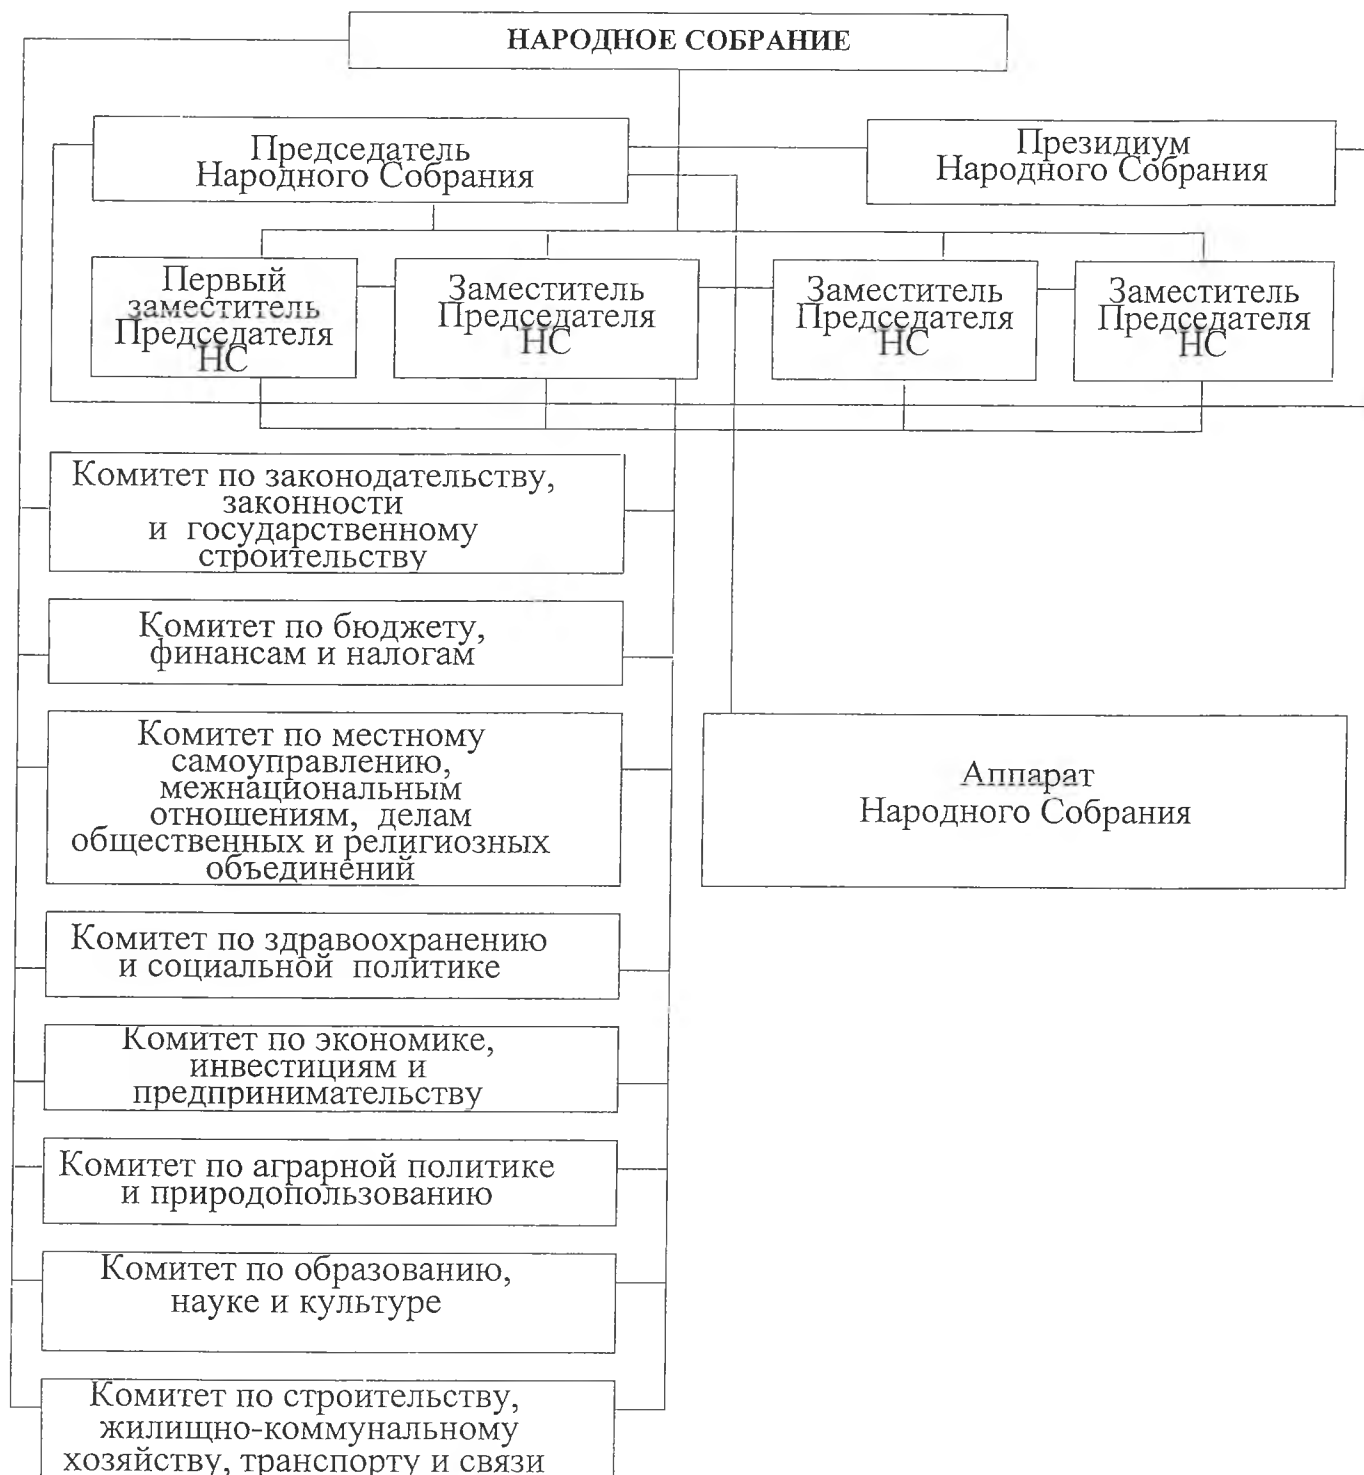 НАРОДНОЕ СОБРАНИЕ
Председатель
Народного Собрания
Президиум
Народного Собрания
Первый
заместитель
Председателя
НС
Заместитель
Председателя
НС
Заместитель
Председателя
НС
Заместитель
Председателя
НС
Комитет по законодательству,
законности
и государственному
строительству
Комитет по бюджету,
финансам и налогам
Комитет по местному
самоуправлению,
межнациональным
отношениям, делам
общественных и религиозных
объединений
Аппарат
Народного Собрания
Комитет по здравоохранению
и социальной политике
Комитет по экономике,
инвестициям и
предпринимательству
Комитет по аграрной политике
и природопользованию
Комитет по образованию,
науке и культуре
Комитет по строительству,
жилищно-коммунальному
хозяйству, транспорту и связи